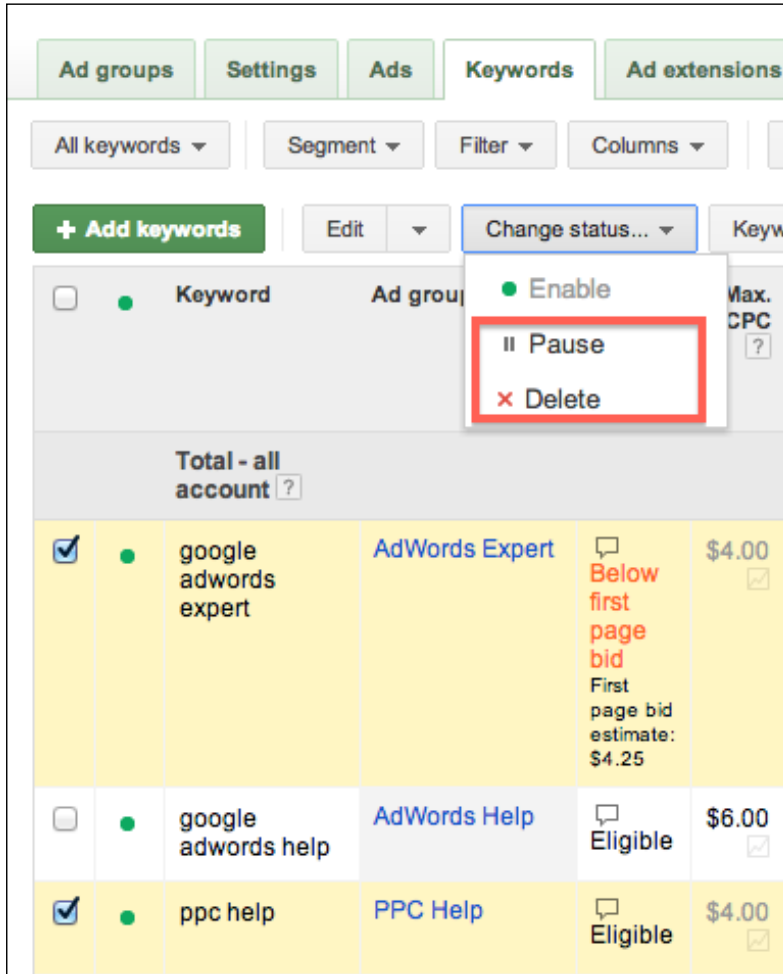 Ad groups Settings Ads Keywords Ad extensions
All keywords Segment Filter Columns
+ Add keywords Edit Change status... Keyw
Keyword Ad group Max. CPC ?
Enable
Pause
Delete
Total - all
account ?
google
adwords
expert
AdWords Expert
Below
first
page
bid
First
page bid
estimate:
$4.25
$4.00
google
adwords help
AdWords Help
Eligible
$6.00
ppc help
PPC Help
Eligible
$4.00